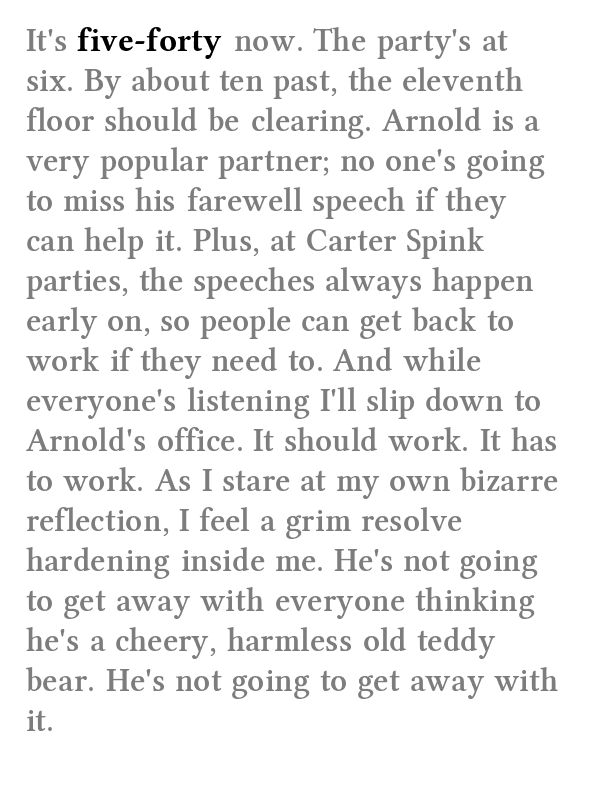 It's five-forty now. The party's at
six. By about ten past, the eleventh
floor should be clearing. Arnold is a
very popular partner; no one's going
to miss his farewell speech if they
can help it. Plus, at Carter Spink
parties, the speeches always happen
early on, so people can get back to
work if they need to. And while
everyone's listening I'll slip down to
Arnold's office. It should work. It has
to work. As I stare at my own bizarre
reflection, I feel a grim resolve
hardening inside me. He's not going
to get away with everyone thinking
he's a cheery, harmless old teddy
bear. He's not going to get away with
it.